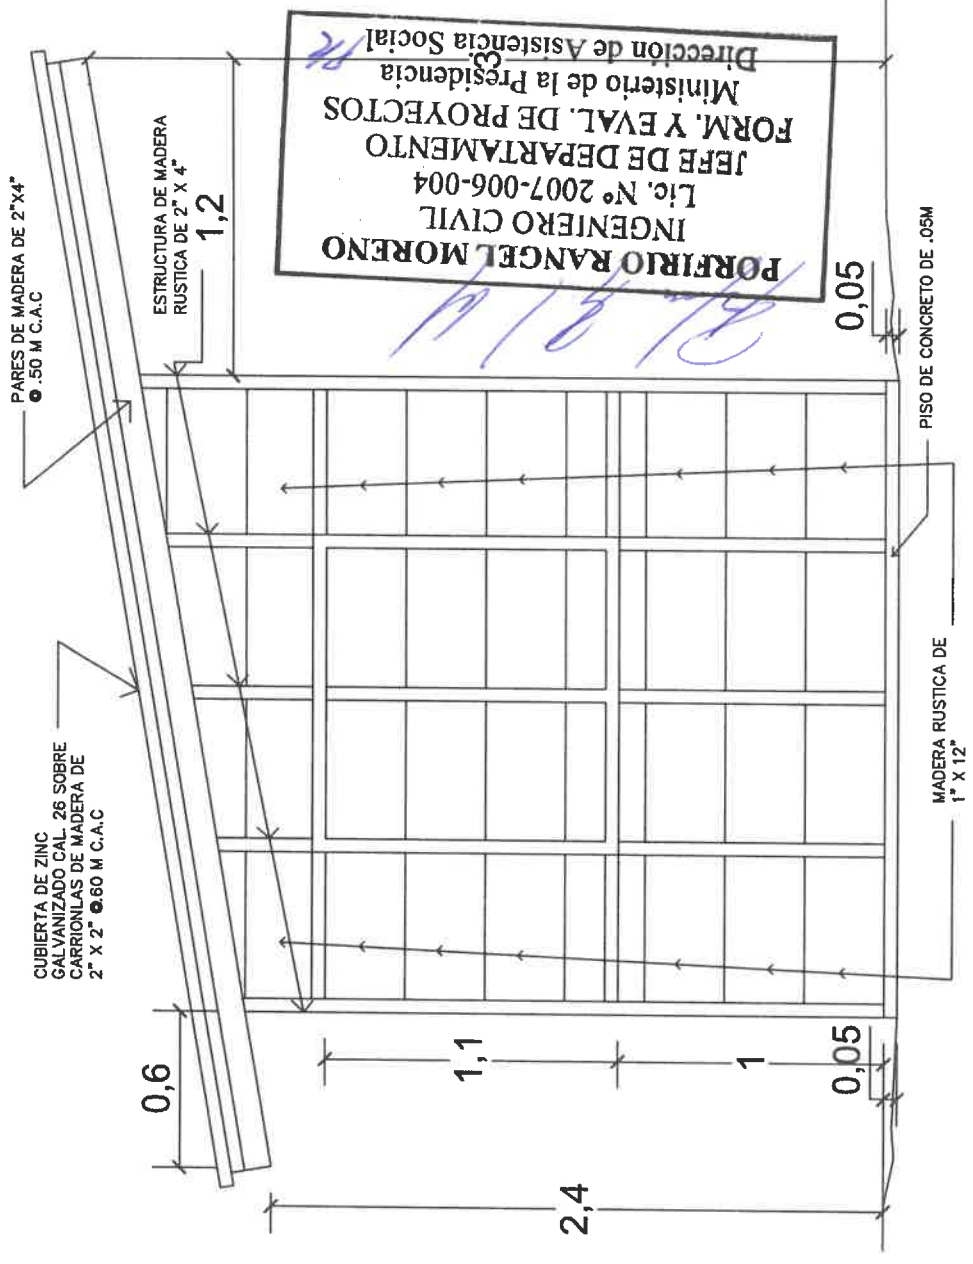 PARES DE MADERA DE 2"X4"
@ .50 M C.A.C
ESTRUCTURA DE MADERA
RUSTICA DE 2" X 4"
1,2
3
CUBIERTA DE ZINC
GALVANIZADO CAL. 26 SOBRE
CARRIONLAS DE MADERA DE
2" X 2" @.60 M C.A.C
0,6
1,1
1
0,05
2,4
0,05
PISO DE CONCRETO DE .05M
MADERA RUSTICA DE
1" X 12"
PORFIRIO RANGEL MORENO
INGENIERO CIVIL
Lic. N° 2007-006-004
JEFE DE DEPARTAMENTO
FORM. Y EVAL. DE PROYECTOS
Ministerio de la Presidencia
Dirección de Asistencia Social